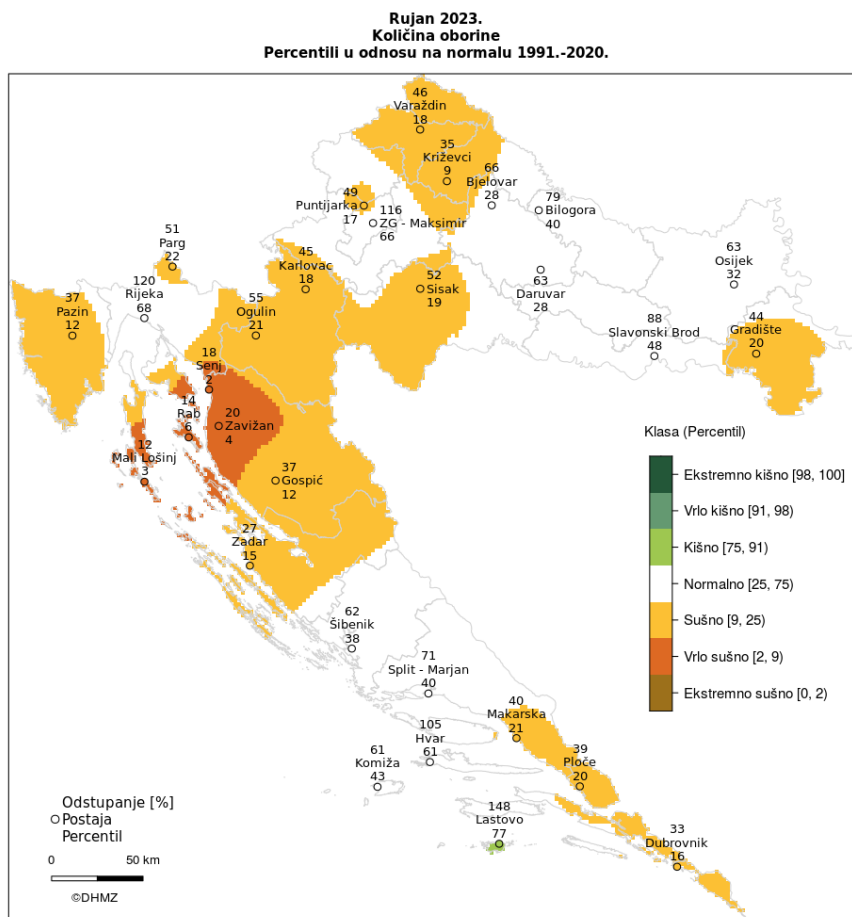 Rujan 2023.
Količina oborine
Percentili u odnosu na normalu 1991.-2020.
46
Varaždin
18
35
Križevci
9
66
Bjelovar
28
49
Puntijarka
17
116
ZG - Maksimir
66
79
Bilogora
40
51
Parg
22
120
Rijeka
68
45
Karlovac
18
52
Sisak
19
63
Daruvar
28
63
Osijek
32
37
Pazin
12
55
Ogulin
21
88
Slavonski Brod
48
44
Gradište
20
18
Senj
2
14
Rab
6
20
Zavižan
4
12
Mali Lošinj
3
37
Gospić
12
27
Zadar
15
62
Šibenik
38
71
Split - Marjan
40
40
Makarska
21
105
Hvar
61
61
Komiža
43
39
Ploče
20
148
Lastovo
77
33
Dubrovnik
16
Klasa (Percentil)
Ekstremno kišno [98, 100]
Vrlo kišno [91, 98)
Kišno [75, 91)
Normalno [25, 75)
Sušno [9, 25)
Vrlo sušno [2, 9)
Ekstremno sušno [0, 2)
Odstupanje [%]
Postaja
Percentil
0 50 km
©DHMZ